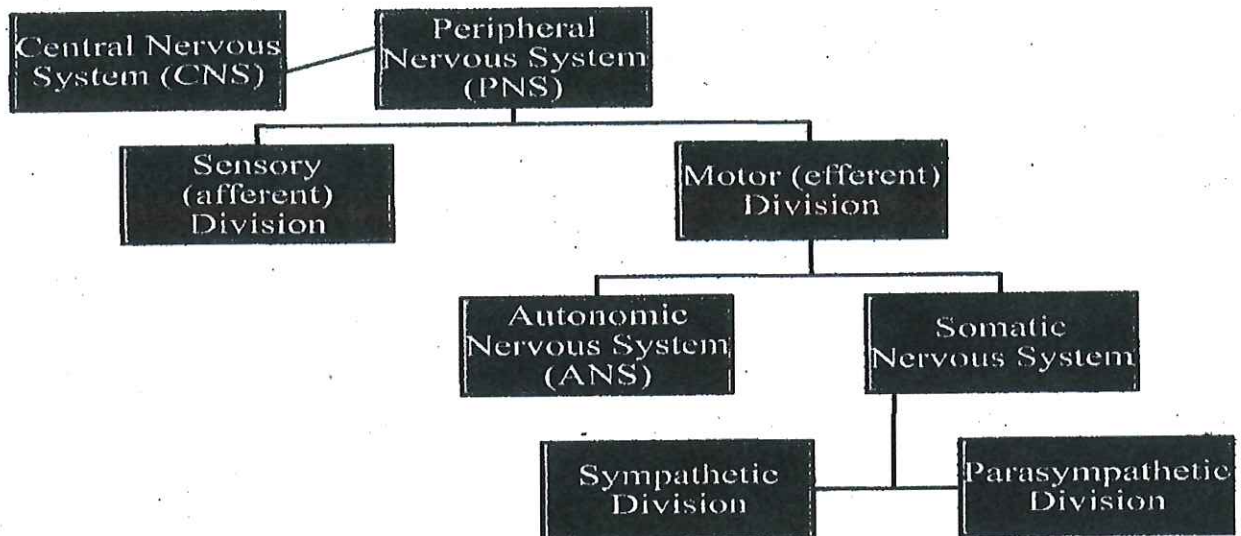 Central Nervous
System (CNS)
Peripheral
Nervous System
(PNS)
Sensory
(afferent)
Division
Motor (efferent)
Division
Autonomic
Nervous System
(ANS)
Somatic
Nervous System
Sympathetic
Division
Parasympathetic
Division